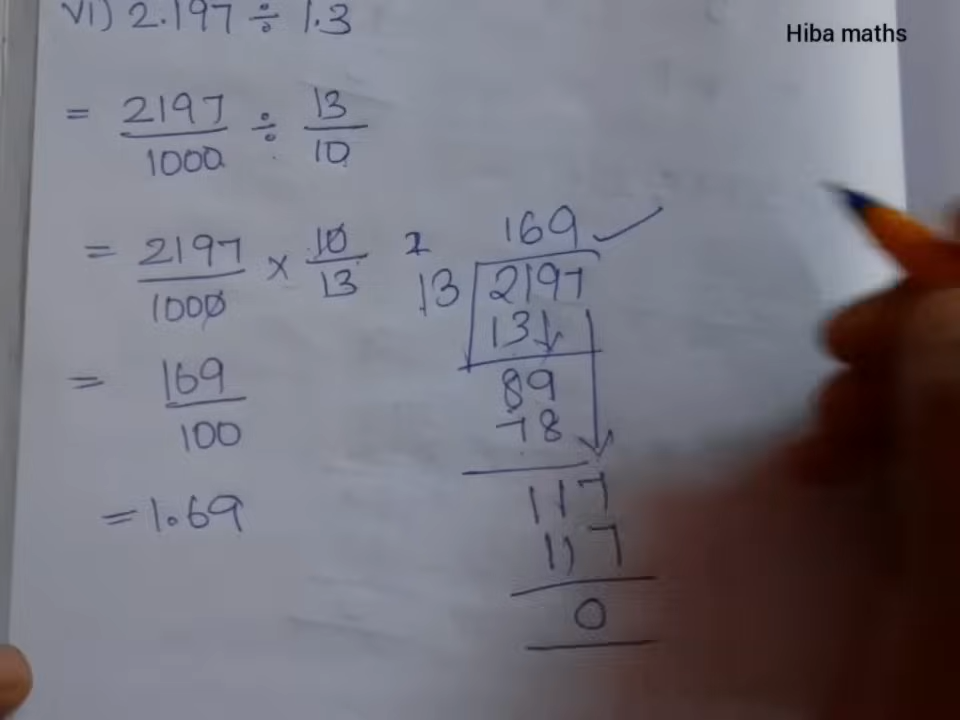 vi) 2.197 ÷ 1.3
Hiba maths
= 2197/1000 ÷ 13/10
= 2197/1000 × 10/13
= 169/100
= 1.69
2
169 ✓
13 2197
13↓
89
78
117
117
0